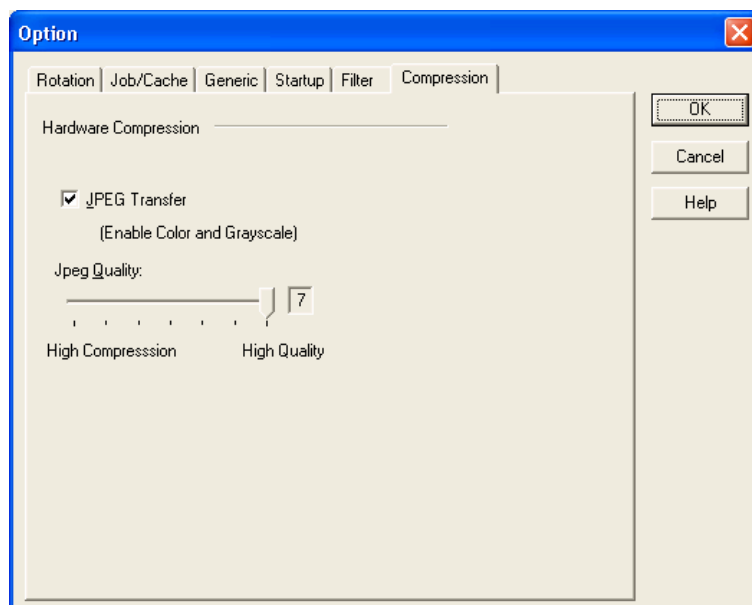 Option
Rotation Job/Cache Generic Startup Filter Compression
Hardware Compression
OK
Cancel
Help
JPEG Transfer
(Enable Color and Grayscale)
Jpeg Quality:
7
High Compresssion High Quality